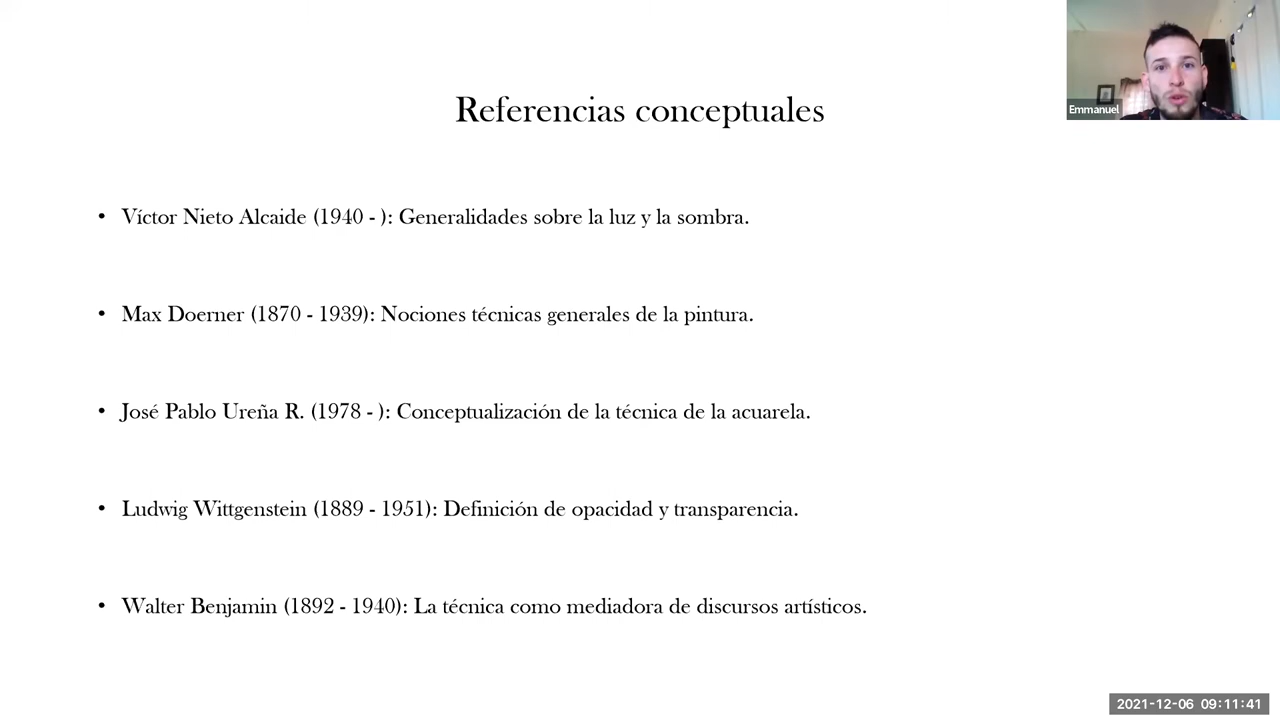 Referencias conceptuales
Emmanuel
• Víctor Nieto Alcaide (1940 - ): Generalidades sobre la luz y la sombra.
• Max Doerner (1870 - 1939): Nociones técnicas generales de la pintura.
• José Pablo Ureña R. (1978 - ): Conceptualización de la técnica de la acuarela.
• Ludwig Wittgenstein (1889 - 1951): Definición de opacidad y transparencia.
• Walter Benjamin (1892 - 1940): La técnica como mediadora de discursos artísticos.
2021-12-06 09:11:41